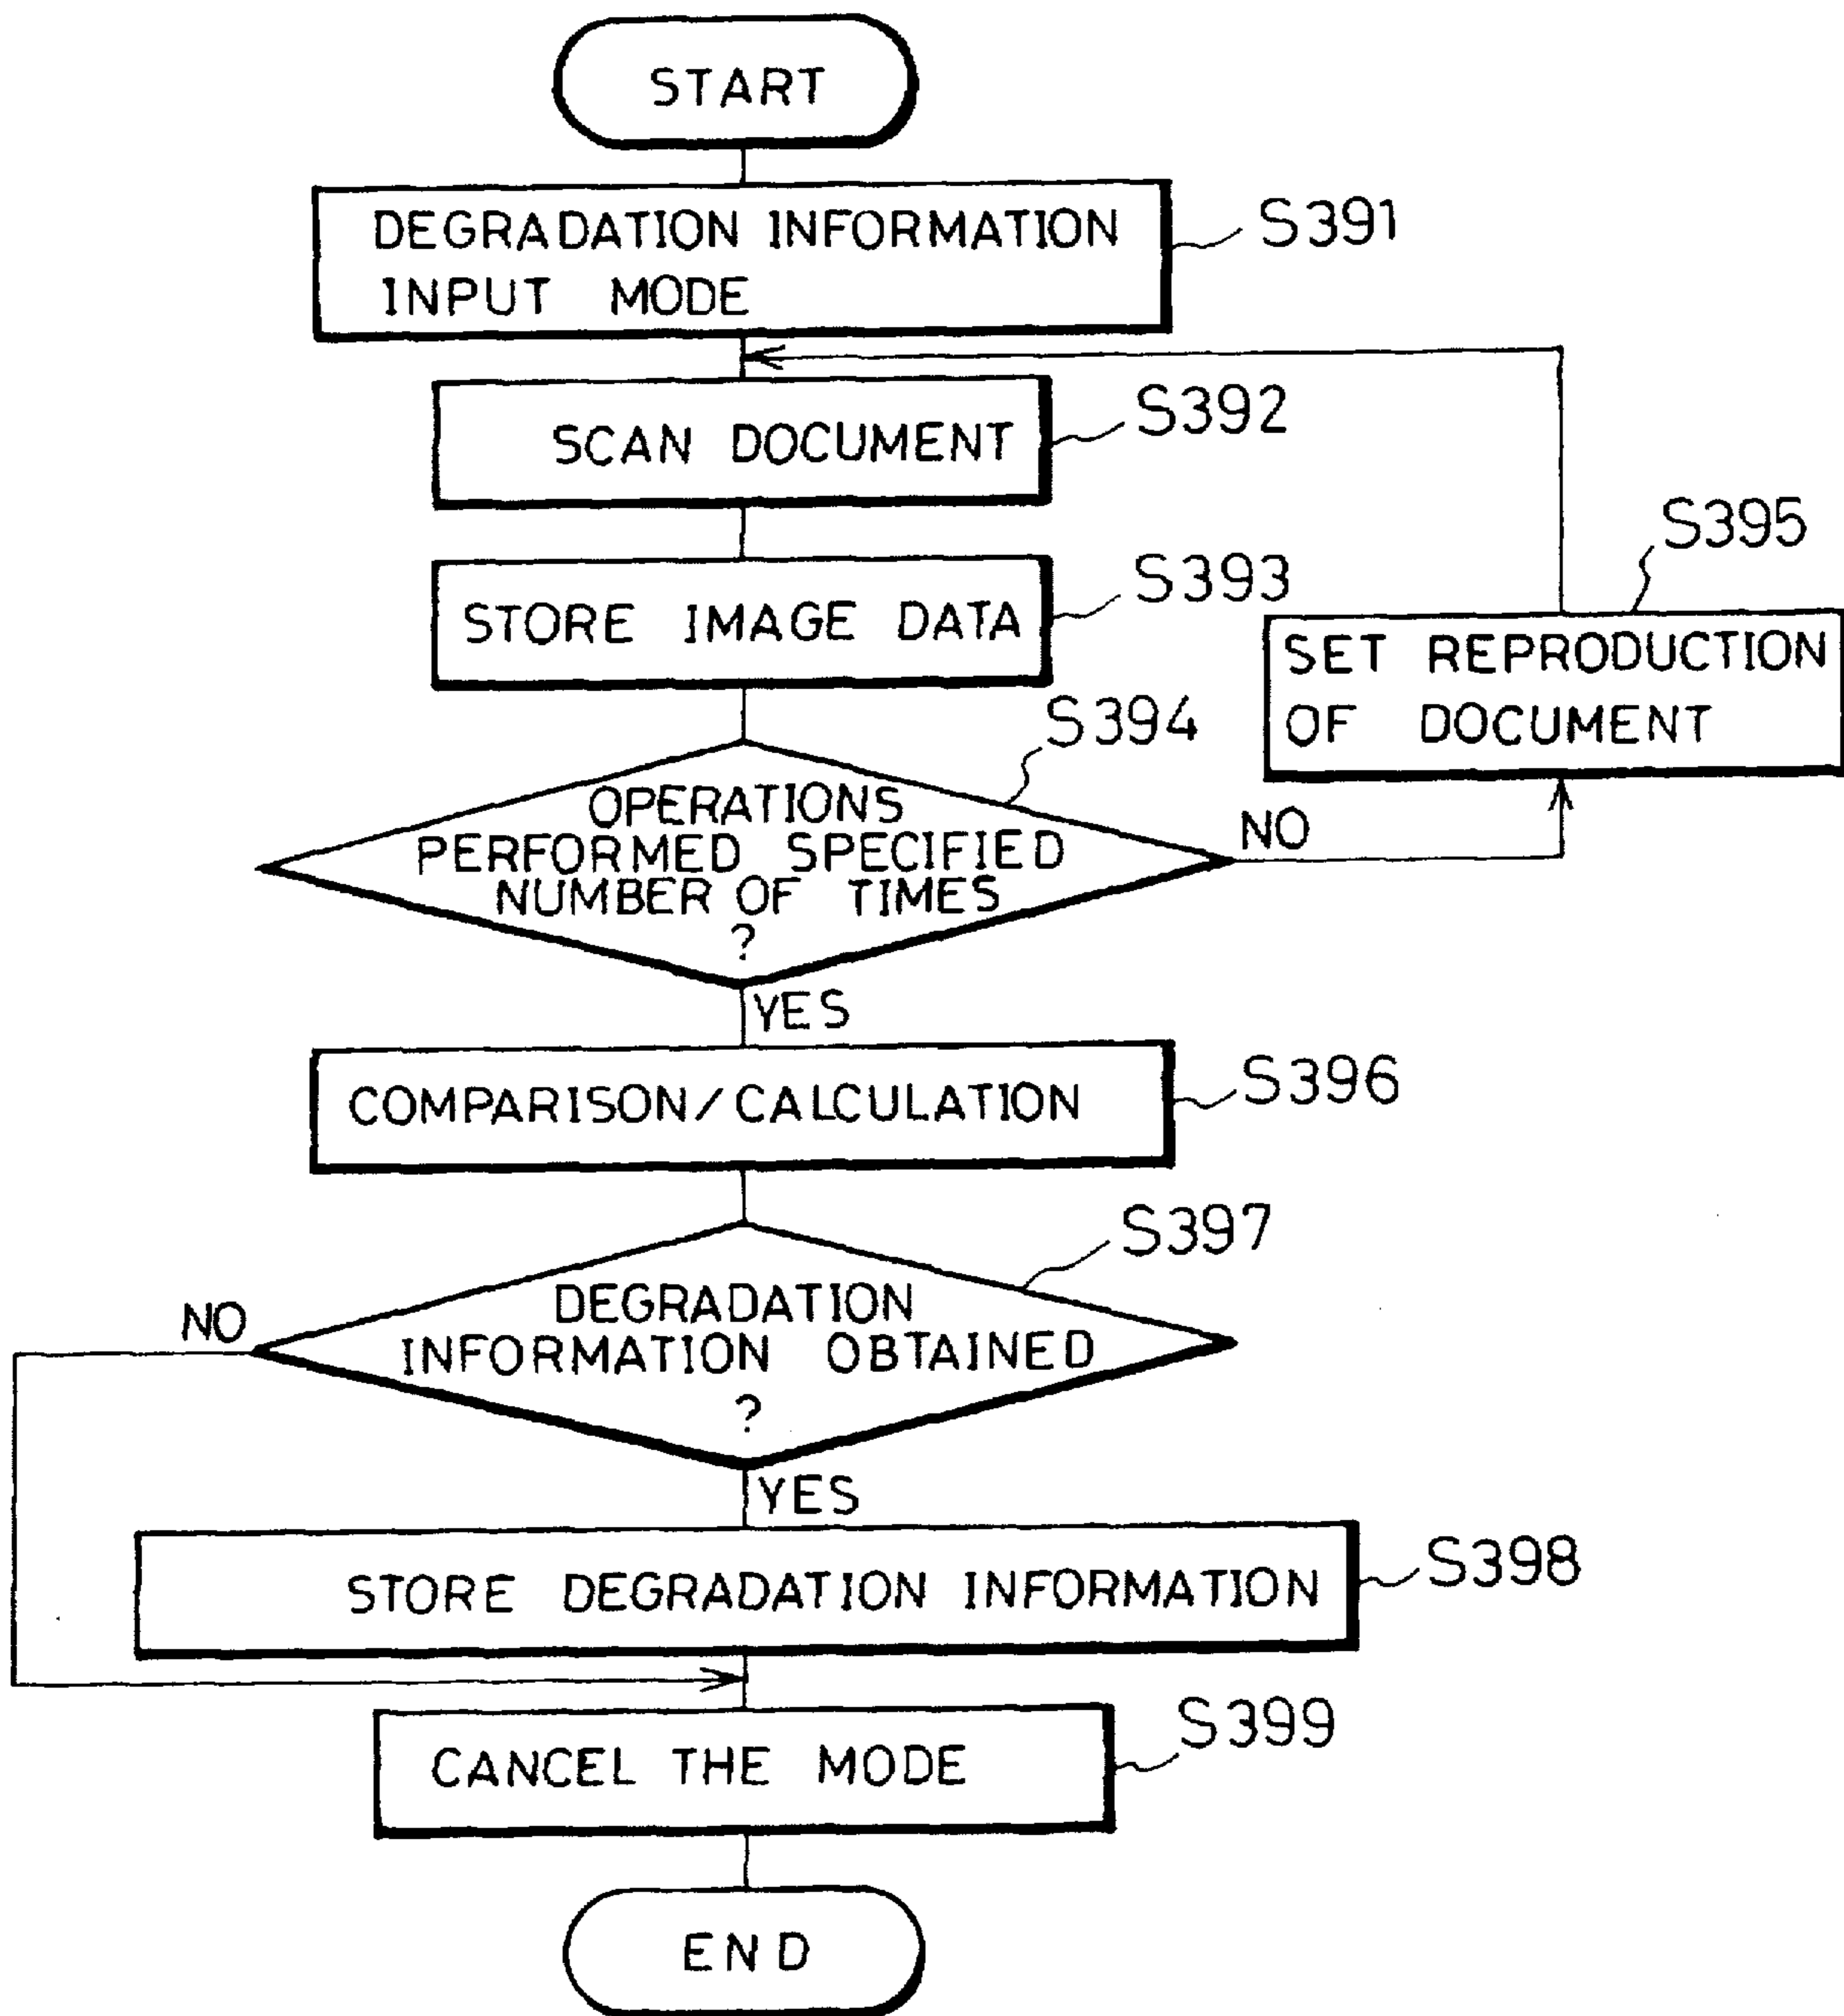 START
DEGRADATION INFORMATION
INPUT MODE
S391
SCAN DOCUMENT
S392
STORE IMAGE DATA
S393
S395
SET REPRODUCTION
OF DOCUMENT
S394
OPERATIONS
PERFORMED SPECIFIED
NUMBER OF TIMES
?
NO
YES
COMPARISON/CALCULATION
S396
S397
DEGRADATION
INFORMATION OBTAINED
?
NO
YES
STORE DEGRADATION INFORMATION
S398
CANCEL THE MODE
S399
END